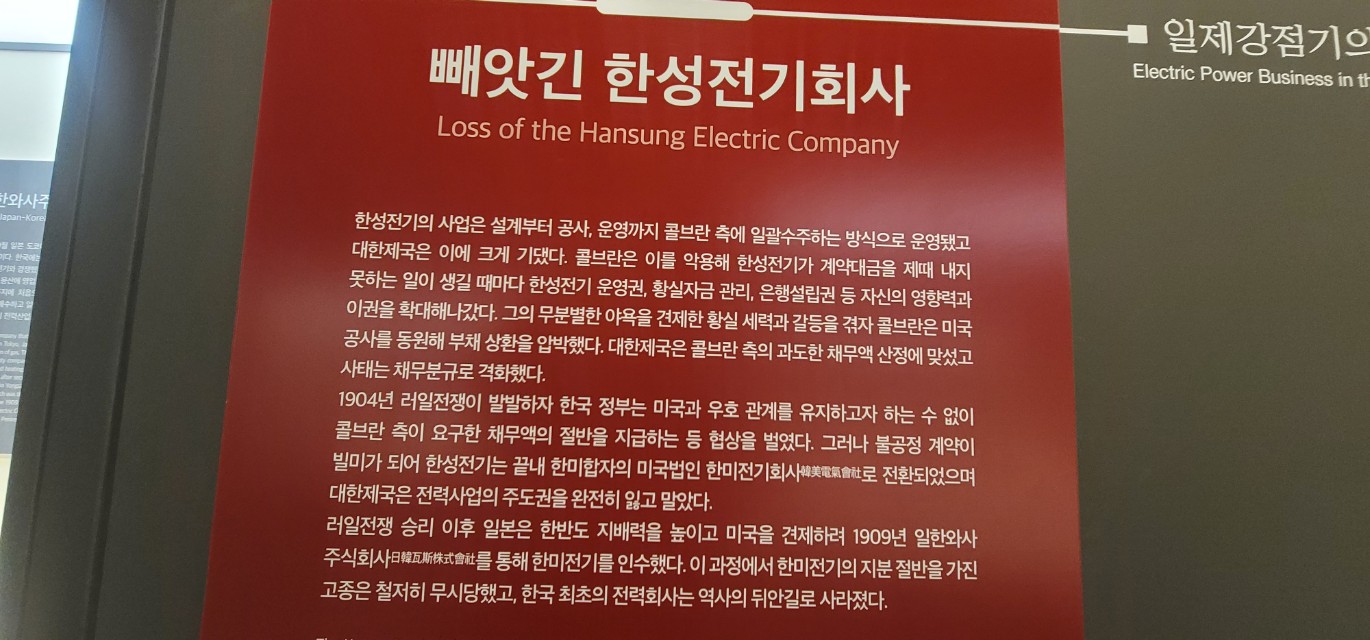 빼앗긴 한성전기회사
Loss of the Hansung Electric Company
한성전기의 사업은 설계부터 공사, 운영까지 콜브란 측에 일괄수주하는 방식으로 운영됐고
대한제국은 이에 크게 기댔다. 콜브란은 이를 악용해 한성전기가 계약대금을 제때 내지
못하는 일이 생길 때마다 한성전기 운영권, 황실자금 관리, 은행설립권 등 자신의 영향력과
이권을 확대해나갔다. 그의 무분별한 야욕을 견제한 황실 세력과 갈등을 겪자 콜브란은 미국
공사를 동원해 부채 상환을 압박했다. 대한제국은 콜브란 측의 과도한 채무액 산정에 맞섰고
사태는 채무분규로 격화했다.
1904년 러일전쟁이 발발하자 한국 정부는 미국과 우호 관계를 유지하고자 하는 수 없이
콜브란 측이 요구한 채무액의 절반을 지급하는 등 협상을 벌였다. 그러나 불공정 계약이
빌미가 되어 한성전기는 끝내 한미합자의 미국법인 한미전기회사韓美電氣會社로 전환되었으며
대한제국은 전력사업의 주도권을 완전히 잃고 말았다.
러일전쟁 승리 이후 일본은 한반도 지배력을 높이고 미국을 견제하려 1909년 일한와사
주식회사日韓瓦斯株式會社를 통해 한미전기를 인수했다. 이 과정에서 한미전기의 지분 절반을 가진
고종은 철저히 무시당했고, 한국 최초의 전력회사는 역사의 뒤안길로 사라졌다.
일제강점기의
Electric Power Business in th
한와사주
Japan-Kore